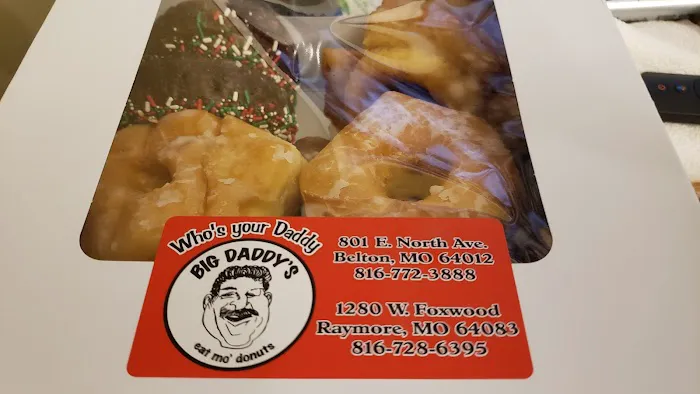 Who's your Daddy
BIG DADDY'S
eat mo' donuts
801 E. North Ave.
Belton, MO 64012
816-772-3888
1280 W. Foxwood
Raymore, MO 64083
816-728-6395